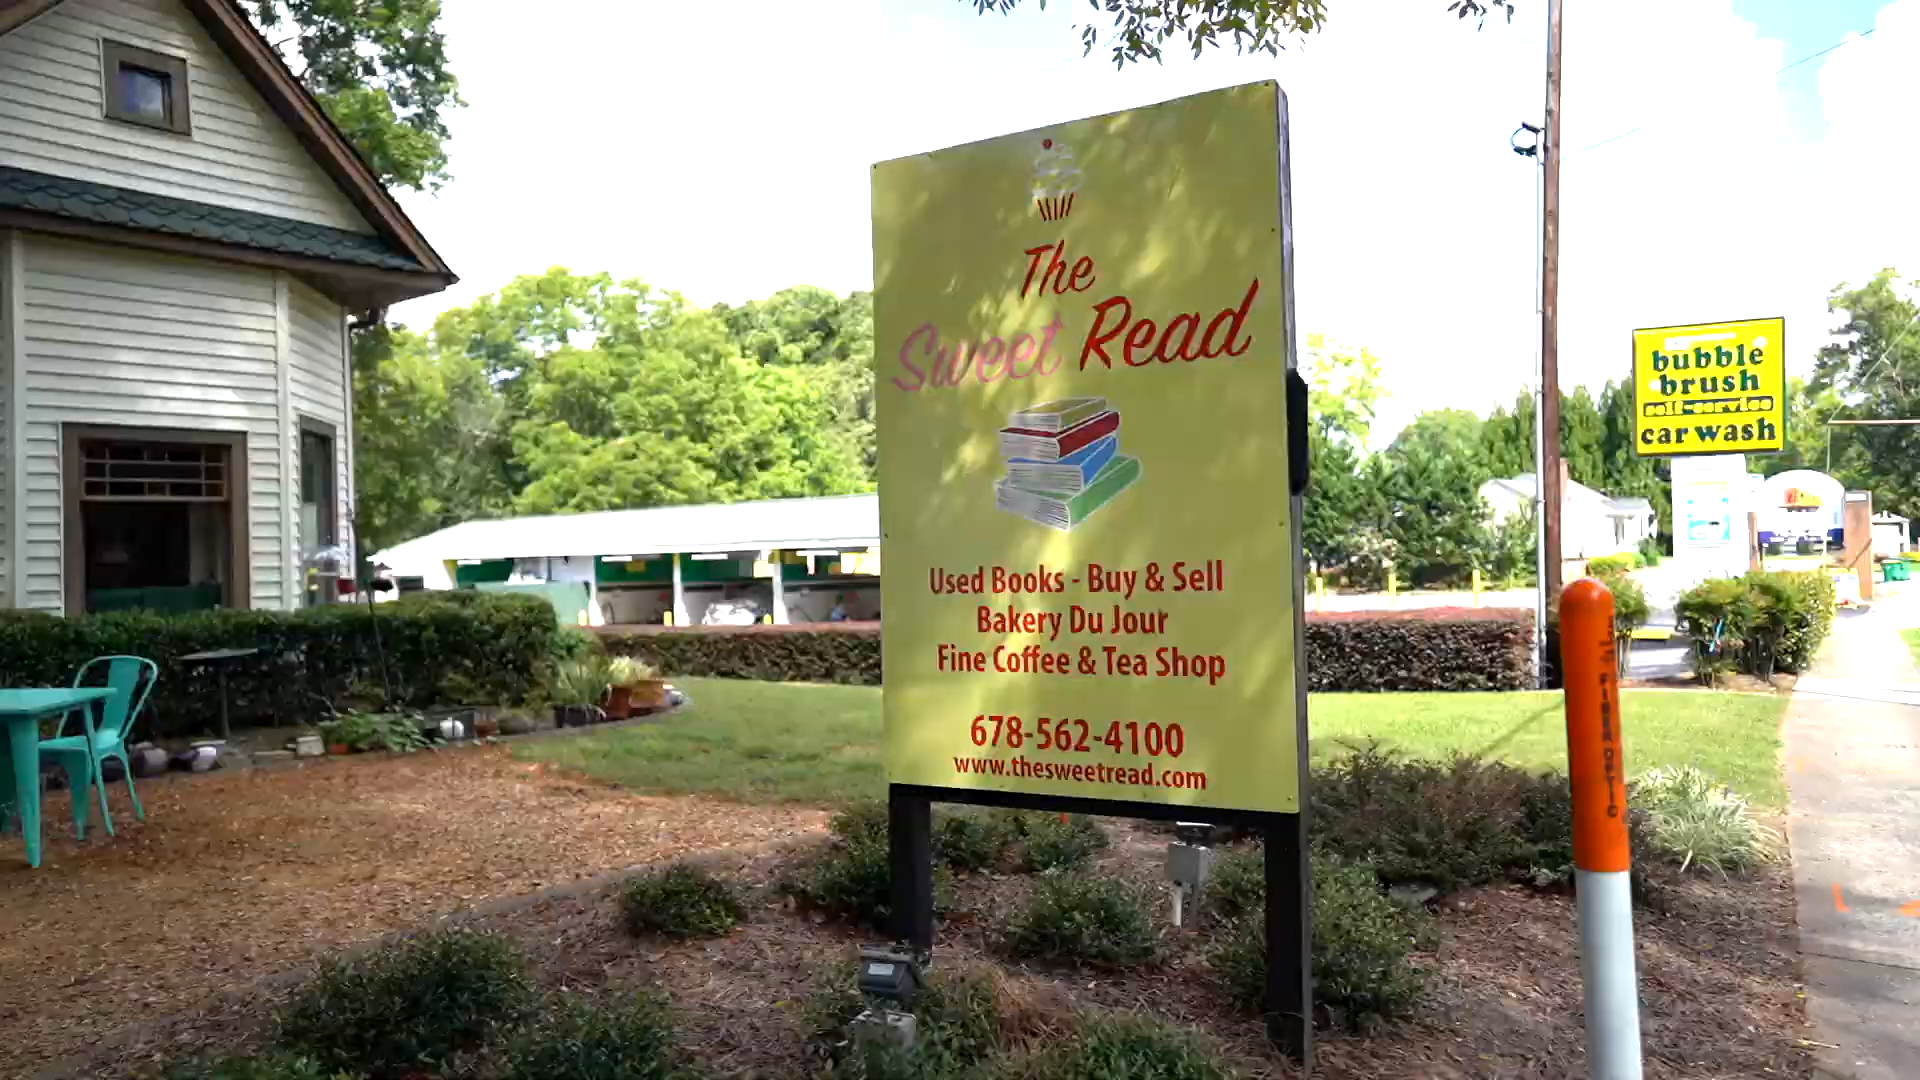 The
Sweet Read
Used Books - Buy & Sell
Bakery Du Jour
Fine Coffee & Tea Shop
678-562-4100
www.thesweetread.com
bubble
brush
self-service
car wash